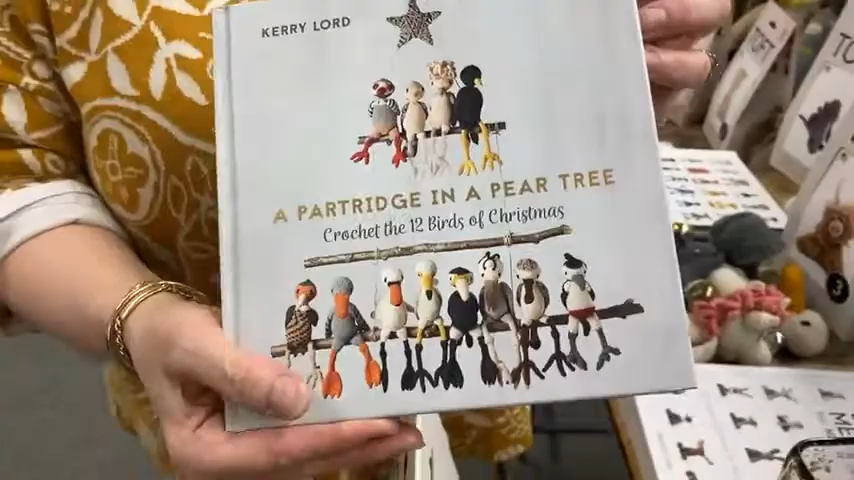 KERRY LORD
A PARTRIDGE IN A PEAR TREE
Crochet the 12 Birds of Christmas